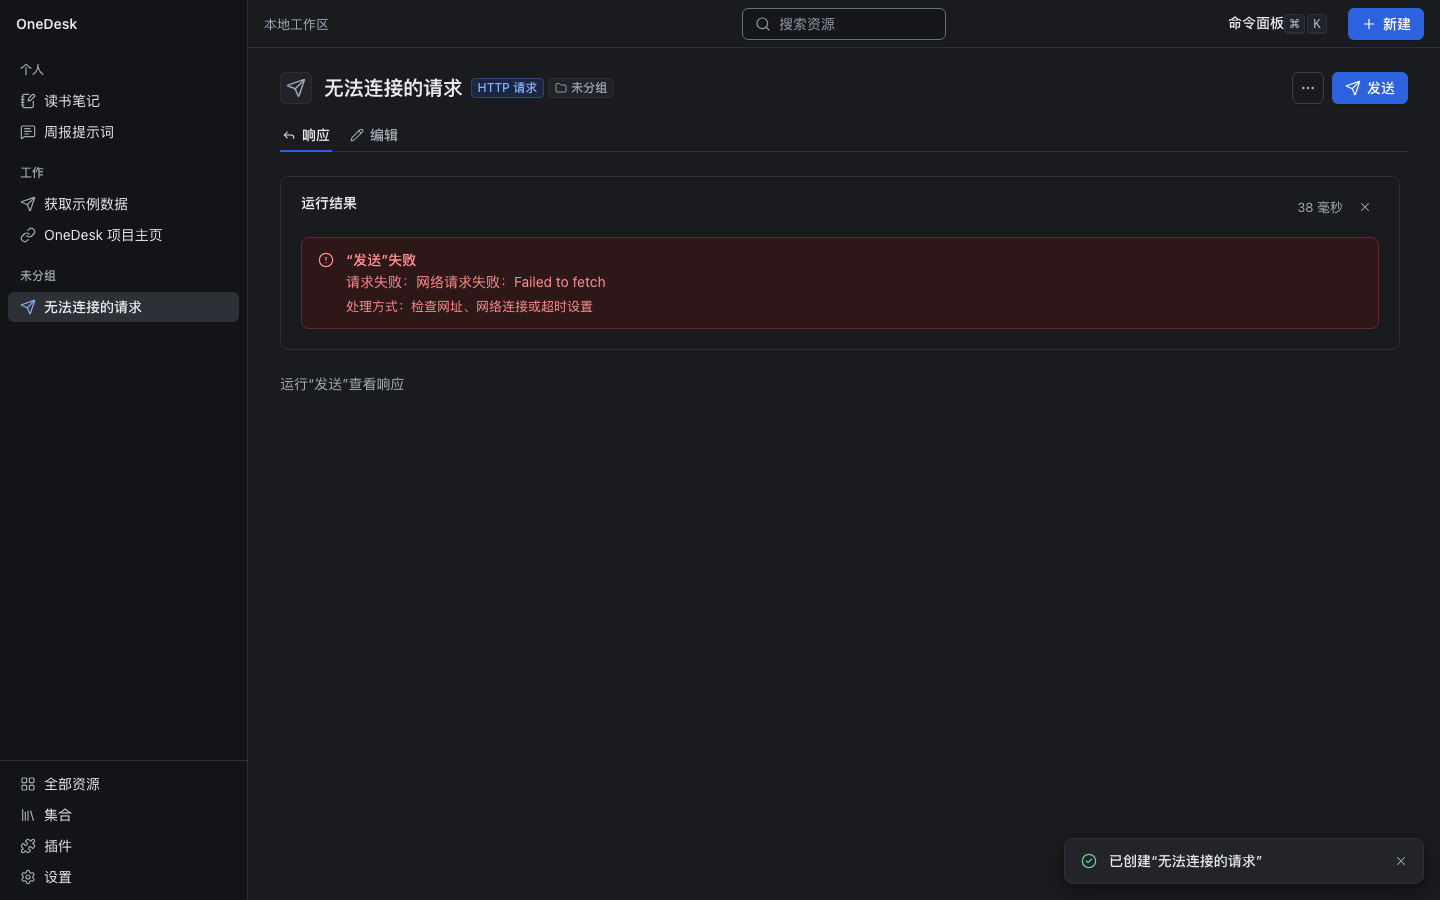 OneDesk
个人
读书笔记
周报提示词
工作
获取示例数据
OneDesk 项目主页
未分组
无法连接的请求
全部资源
集合
插件
设置
本地工作区
搜索资源
命令面板 ⌘ K
新建
无法连接的请求
HTTP 请求
未分组
发送
响应
编辑
运行结果
38 毫秒
“发送”失败
请求失败：网络请求失败：Failed to fetch
处理方式：检查网址、网络连接或超时设置
运行“发送”查看响应
已创建“无法连接的请求”